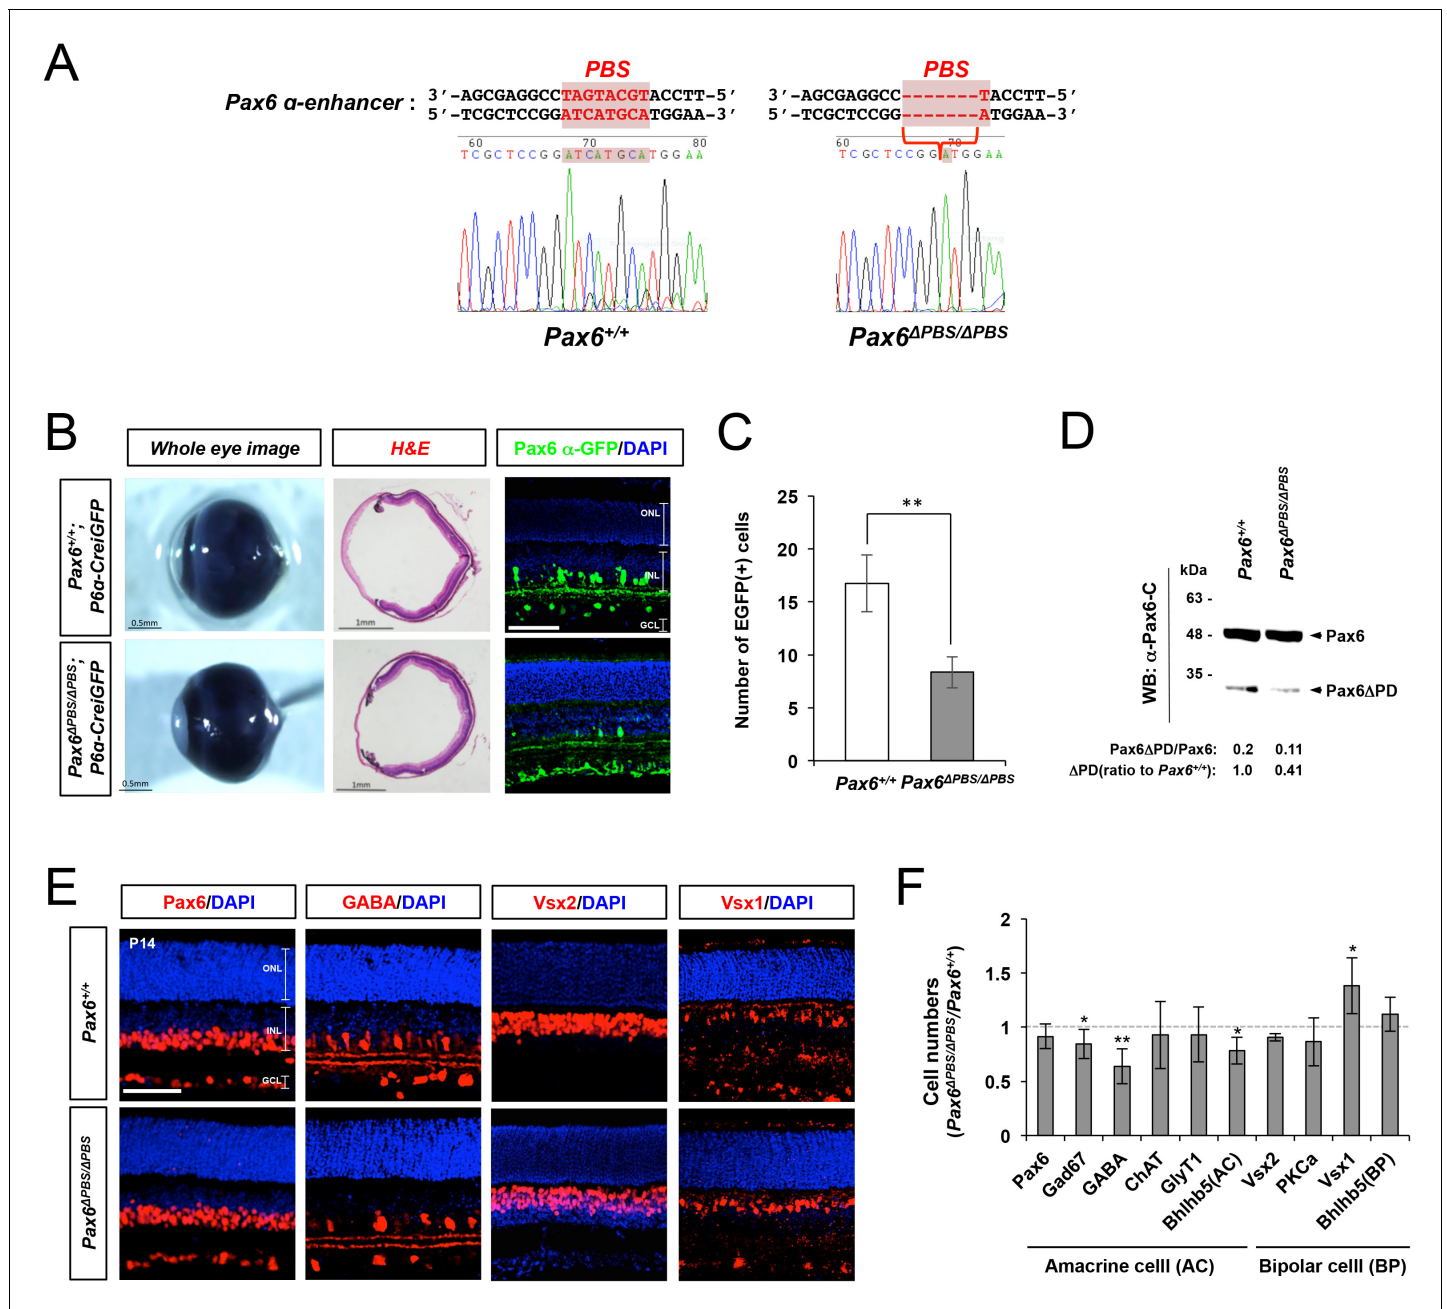 A
PBS
PBS
Pax6 α-enhancer :
3′-AGCGAGGCCTAGTACGTACCTT-5′
5′-TCGCTCCGGATCATGCATGGAA-3′
3′-AGCGAGGCC-------TACCTT-5′
5′-TCGCTCCGG-------ATGGAA-3′
60 70 80
TCGCTCCGGATCATGCATGGAA
60 70
TCGCTCCGGATGGAA
Pax6+/+
Pax6ΔPBS/ΔPBS
B
Whole eye image
H&E
Pax6 α-GFP/DAPI
Pax6+/+;
P6α-CreiGFP
0.5mm
1mm
ONL
INL
GCL
Pax6ΔPBS/ΔPBS;
P6α-CreiGFP
0.5mm
1mm
C
Number of EGFP(+) cells
25
20
15
10
5
0
**
Pax6+/+ Pax6ΔPBS/ΔPBS
D
Pax6+/+
Pax6ΔPBS/ΔPBS
WB: α-Pax6-C
kDa
63 -
48 -
35 -
Pax6
Pax6ΔPD
Pax6ΔPD/Pax6: 0.2 0.11
ΔPD(ratio to Pax6+/+): 1.0 0.41
E
Pax6/DAPI
GABA/DAPI
Vsx2/DAPI
Vsx1/DAPI
Pax6+/+
P14
ONL
INL
GCL
Pax6ΔPBS/ΔPBS
F
Cell numbers
(Pax6ΔPBS/ΔPBS/Pax6+/+)
2
1.5
1
0.5
0
*
**
*
*
Pax6
Gad67
GABA
ChAT
GlyT1
Bhlhb5(AC)
Vsx2
PKCa
Vsx1
Bhlhb5(BP)
Amacrine celll (AC)
Bipolar celll (BP)